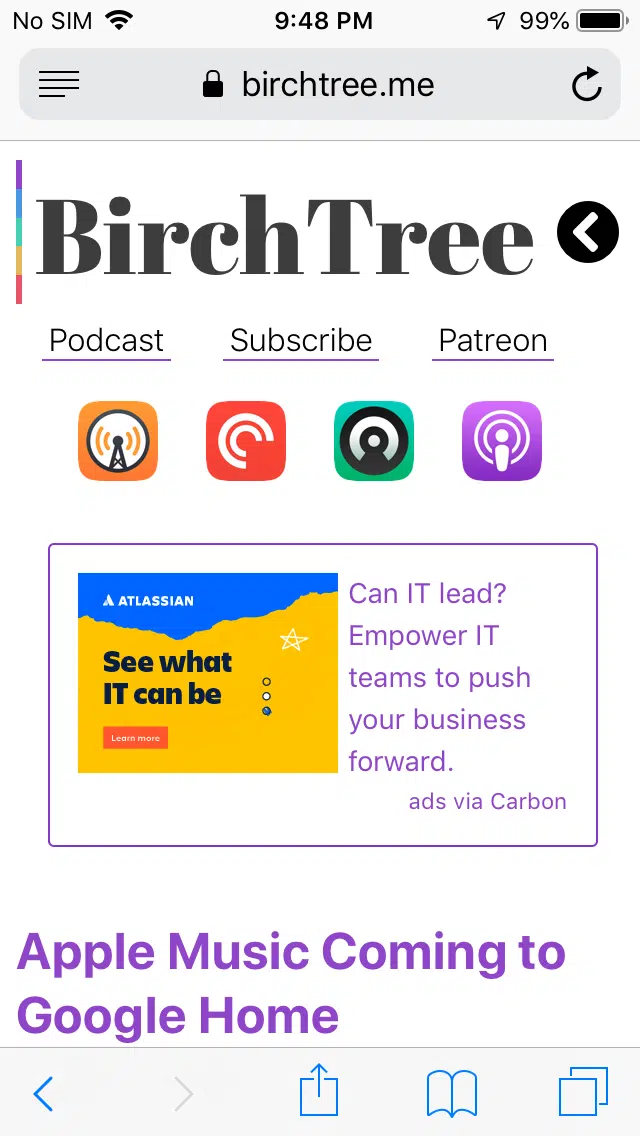 No SIM 9:48 PM 99%
birchtree.me
BirchTree
Podcast Subscribe Patreon
ATLASSIAN
See what
IT can be
Learn more
Can IT lead?
Empower IT
teams to push
your business
forward.
ads via Carbon
Apple Music Coming to
Google Home